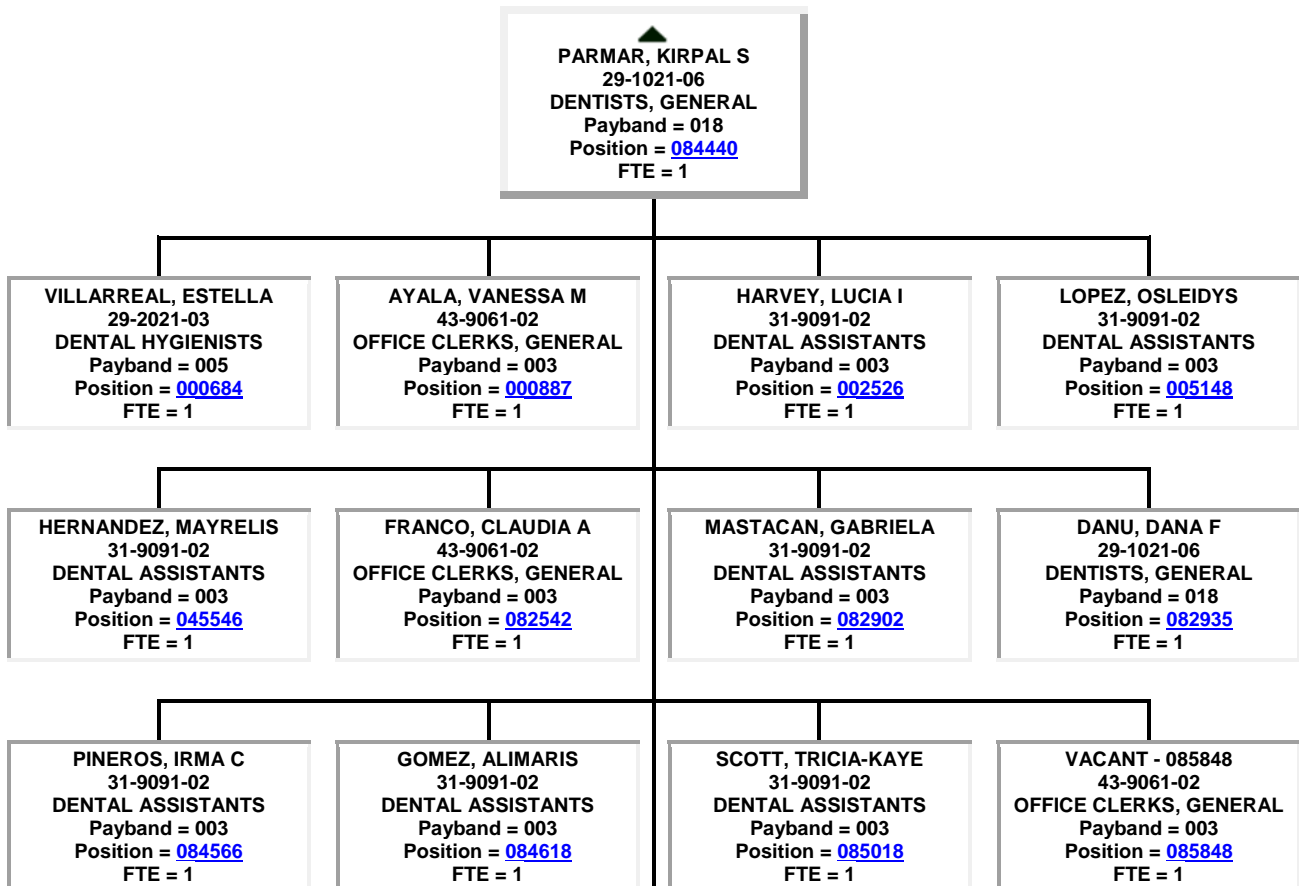 PARMAR, KIRPAL S
29-1021-06
DENTISTS, GENERAL
Payband = 018
Position = 084440
FTE = 1
VILLARREAL, ESTELLA
29-2021-03
DENTAL HYGIENISTS
Payband = 005
Position = 000684
FTE = 1
AYALA, VANESSA M
43-9061-02
OFFICE CLERKS, GENERAL
Payband = 003
Position = 000887
FTE = 1
HARVEY, LUCIA I
31-9091-02
DENTAL ASSISTANTS
Payband = 003
Position = 002526
FTE = 1
LOPEZ, OSLEIDYS
31-9091-02
DENTAL ASSISTANTS
Payband = 003
Position = 005148
FTE = 1
HERNANDEZ, MAYRELIS
31-9091-02
DENTAL ASSISTANTS
Payband = 003
Position = 045546
FTE = 1
FRANCO, CLAUDIA A
43-9061-02
OFFICE CLERKS, GENERAL
Payband = 003
Position = 082542
FTE = 1
MASTACAN, GABRIELA
31-9091-02
DENTAL ASSISTANTS
Payband = 003
Position = 082902
FTE = 1
DANU, DANA F
29-1021-06
DENTISTS, GENERAL
Payband = 018
Position = 082935
FTE = 1
PINEROS, IRMA C
31-9091-02
DENTAL ASSISTANTS
Payband = 003
Position = 084566
FTE = 1
GOMEZ, ALIMARIS
31-9091-02
DENTAL ASSISTANTS
Payband = 003
Position = 084618
FTE = 1
SCOTT, TRICIA-KAYE
31-9091-02
DENTAL ASSISTANTS
Payband = 003
Position = 085018
FTE = 1
VACANT - 085848
43-9061-02
OFFICE CLERKS, GENERAL
Payband = 003
Position = 085848
FTE = 1